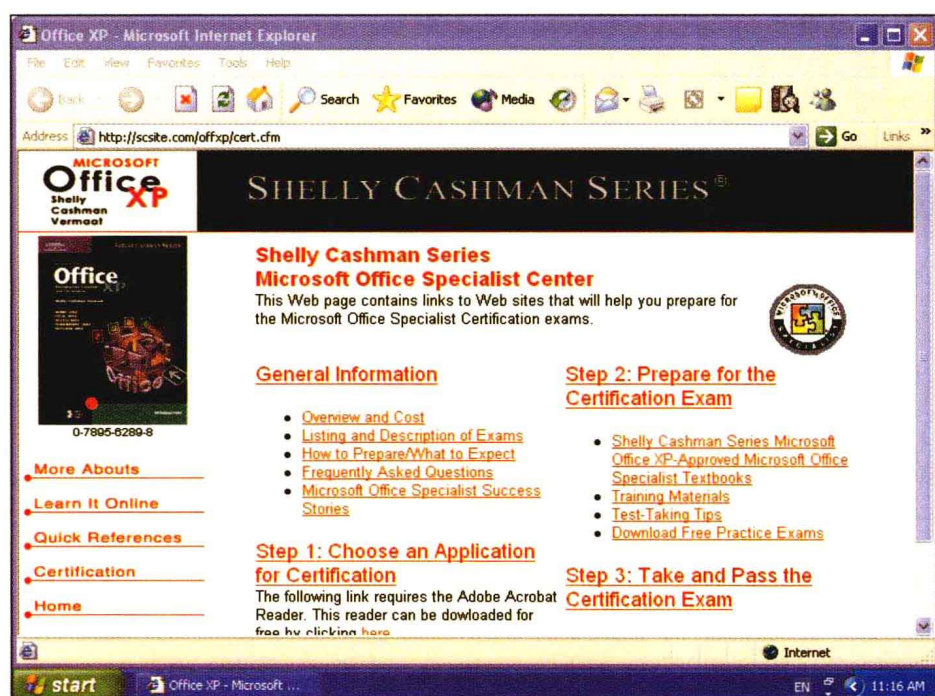 Office XP - Microsoft Internet Explorer
File Edit View Favorites Tools Help
Back Search Favorites Media
Address http://scsite.com/offxp/cert.cfm Go Links »
MICROSOFT
Office
XP
Shelly
Cashman
Vermaat
SHELLY CASHMAN SERIES®
Office
XP
0-7895-6289-8
More Abouts
Learn It Online
Quick References
Certification
Home
Shelly Cashman Series
Microsoft Office Specialist Center
This Web page contains links to Web sites that will help you prepare for
the Microsoft Office Specialist Certification exams.
MICROSOFT OFFICE SPECIALIST
General Information
Overview and Cost
Listing and Description of Exams
How to Prepare/What to Expect
Frequently Asked Questions
Microsoft Office Specialist Success
Stories
Step 1: Choose an Application
for Certification
The following link requires the Adobe Acrobat
Reader. This reader can be dowloaded for
free by clicking here
Step 2: Prepare for the
Certification Exam
Shelly Cashman Series Microsoft
Office XP-Approved Microsoft Office
Specialist Textbooks
Training Materials
Test-Taking Tips
Download Free Practice Exams
Step 3: Take and Pass the
Certification Exam
Internet
start Office XP - Microsoft ... EN 11:16 AM